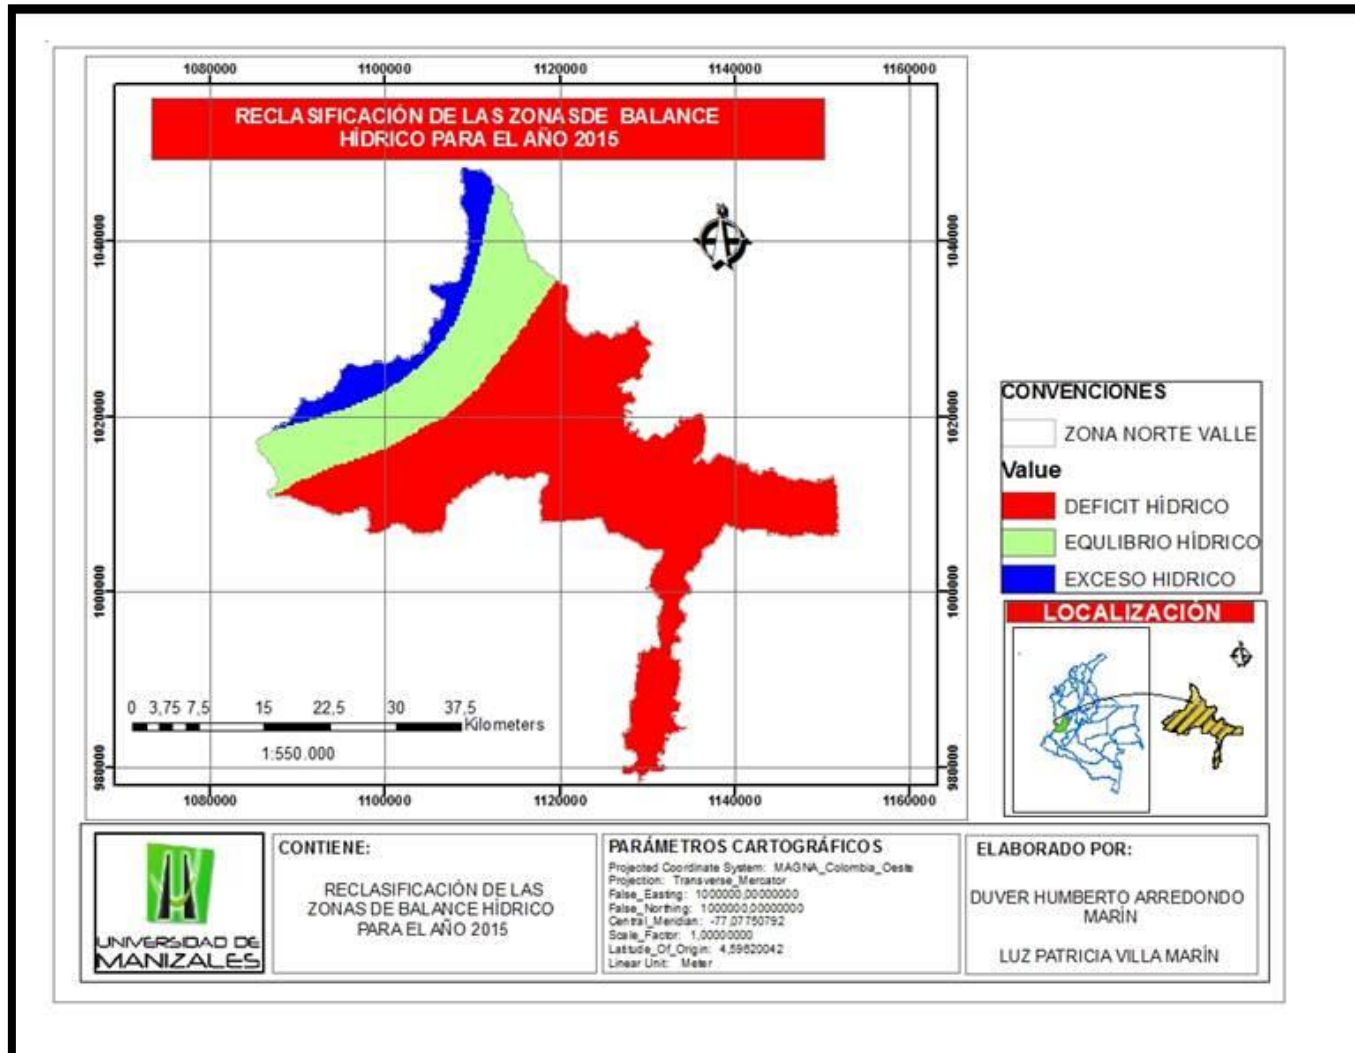 1080000 1100000 1120000 1140000 1160000
RECLASIFICACIÓN DE LAS ZONASDE BALANCE
HÍDRICO PARA EL AÑO 2015
1040000 1040000
1020000 1020000
1000000 1000000
980000 980000
0 3,75 7,5 15 22,5 30 37,5
Kilometers
1:550.000
1080000 1100000 1120000 1140000 1160000
CONVENCIONES
ZONA NORTE VALLE
Value
DEFICIT HÍDRICO
EQULIBRIO HÍDRICO
EXCESO HIDRICO
LOCALIZACIÓN
UNIVERSIDAD DE
MANIZALES
CONTIENE:
RECLASIFICACIÓN DE LAS
ZONAS DE BALANCE HÍDRICO
PARA EL AÑO 2015
PARÁMETROS CARTOGRÁFICOS
Projected Coordinate System: MAGNA_Colombia_Oeste
Projection: Transverse_Mercator
False_Easting: 1000000,00000000
False_Northing: 1000000,00000000
Central_Meridian: -77,07750792
Scale_Factor: 1,00000000
Latitude_Of_Origin: 4,59620042
Linear Unit: Meter
ELABORADO POR:
DUVER HUMBERTO ARREDONDO
MARÍN
LUZ PATRICIA VILLA MARÍN